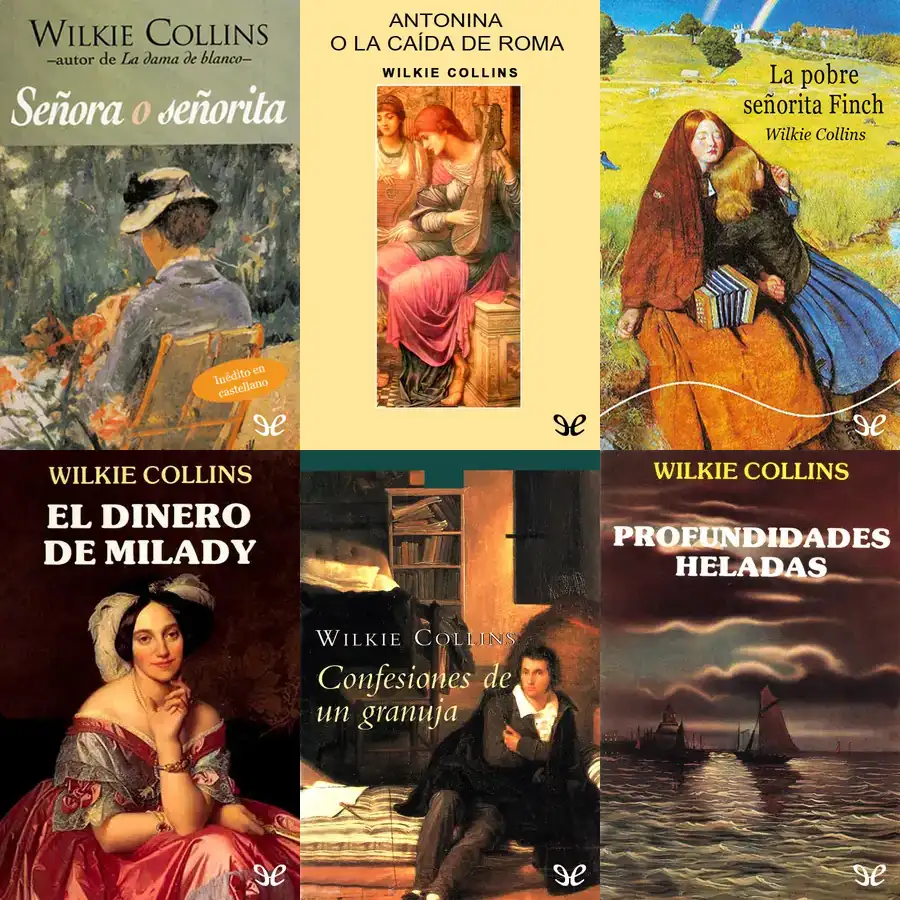 WILKIE COLLINS
–autor de La dama de blanco–
Señora o señorita
Inédito en
castellano
ANTONINA
O LA CAÍDA DE ROMA
WILKIE COLLINS
La pobre
señorita Finch
Wilkie Collins
WILKIE COLLINS
EL DINERO
DE MILADY
WILKIE COLLINS
Confesiones de
un granuja
WILKIE COLLINS
PROFUNDIDADES
HELADAS